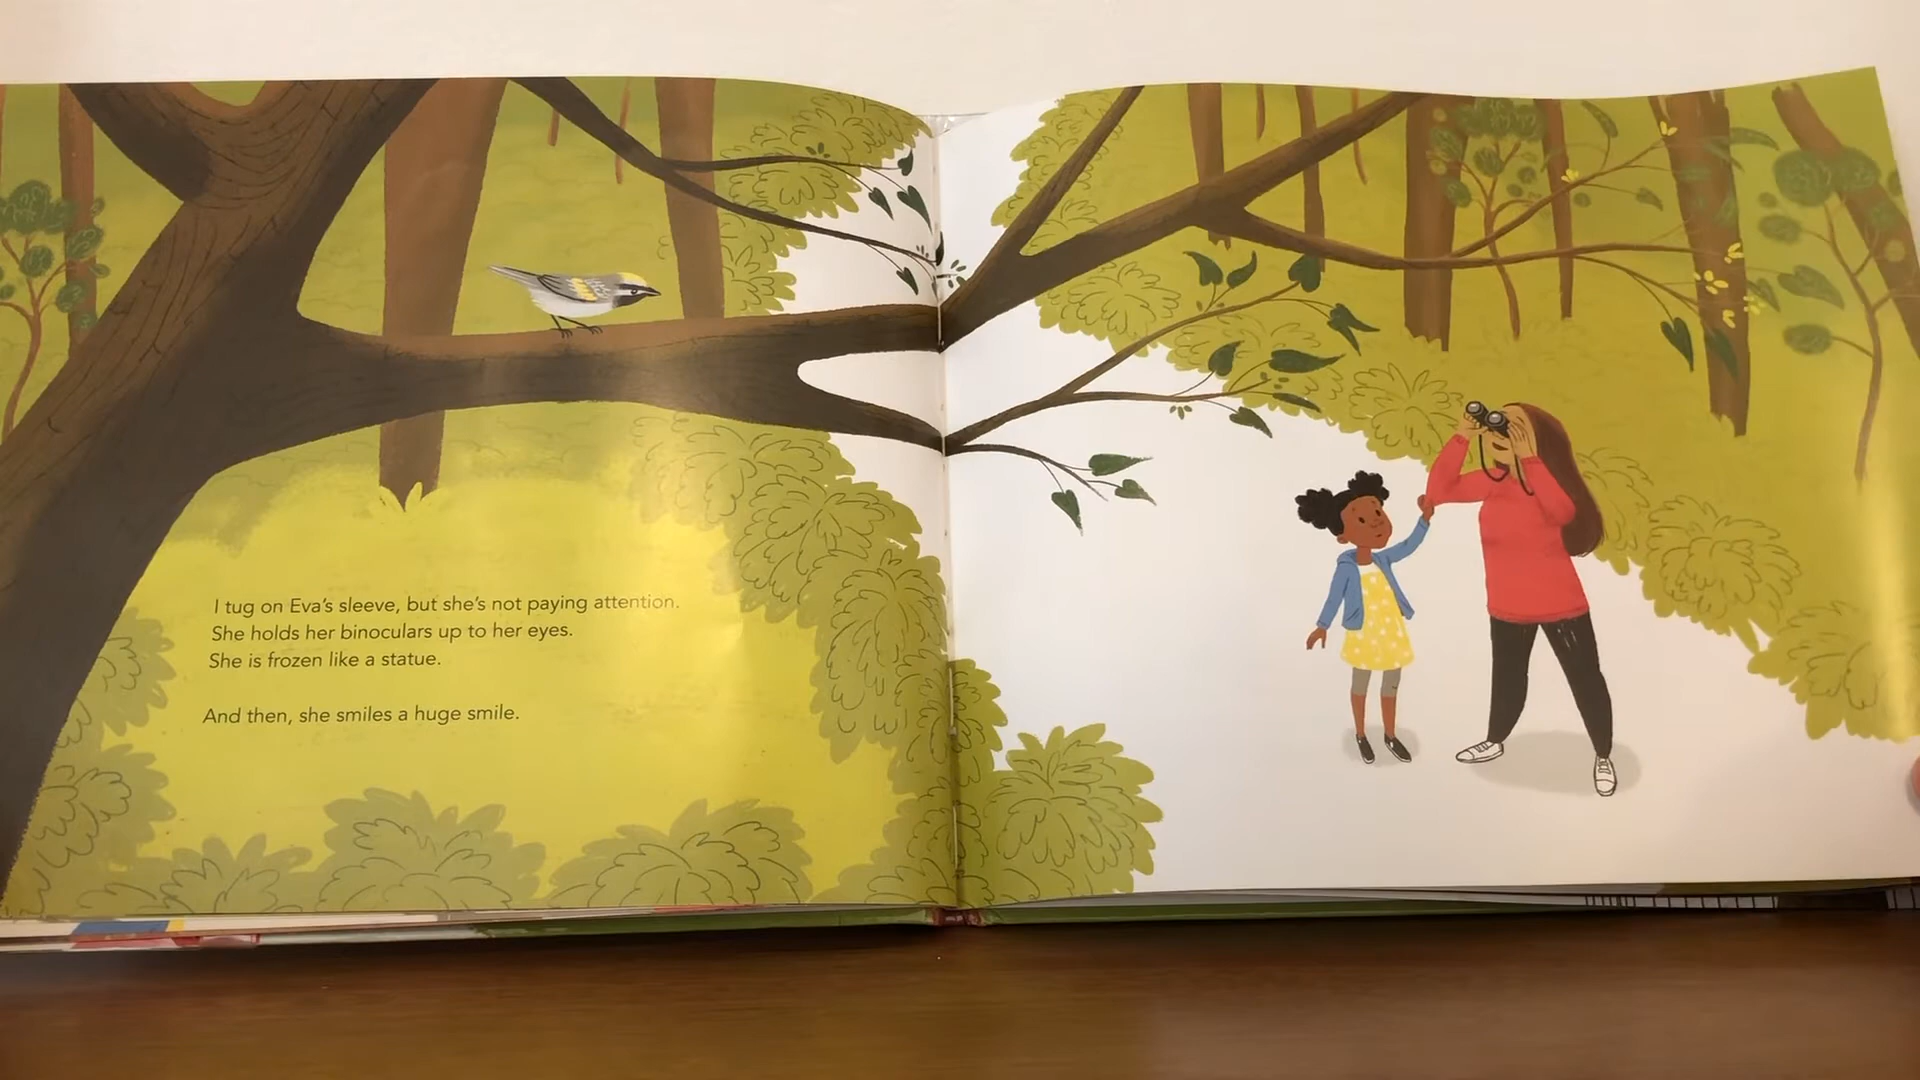 I tug on Eva's sleeve, but she's not paying attention.
She holds her binoculars up to her eyes.
She is frozen like a statue.
And then, she smiles a huge smile.